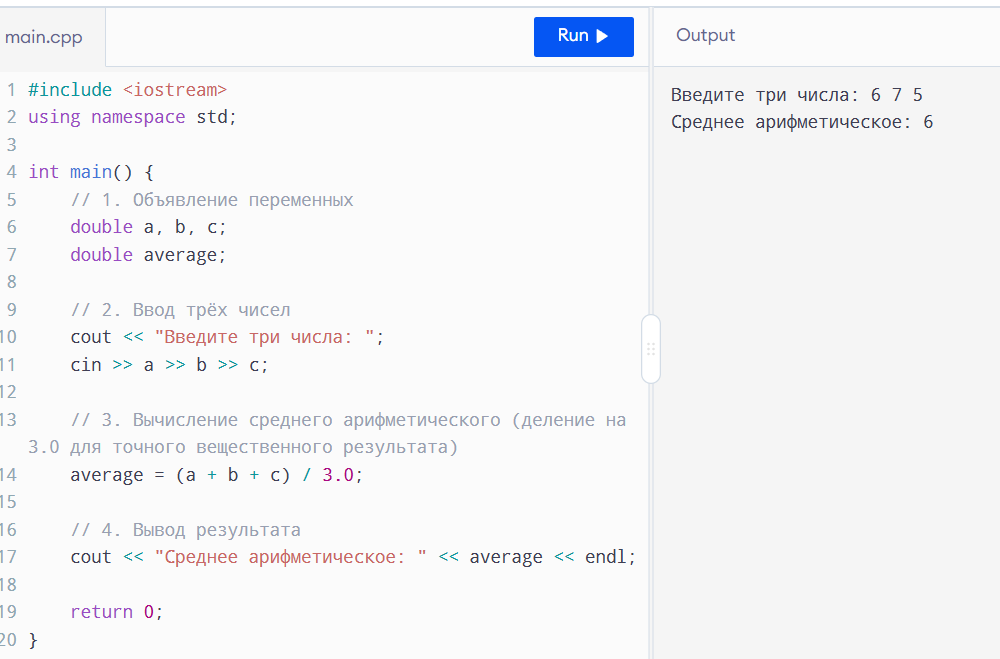 main.cpp
Run
Output
1 #include <iostream>
2 using namespace std;
3
4 int main() {
5     // 1. Объявление переменных
6     double a, b, c;
7     double average;
8
9     // 2. Ввод трёх чисел
10     cout << "Введите три числа: ";
11     cin >> a >> b >> c;
12
13     // 3. Вычисление среднего арифметического (деление на
3.0 для точного вещественного результата)
14     average = (a + b + c) / 3.0;
15
16     // 4. Вывод результата
17     cout << "Среднее арифметическое: " << average << endl;
18
19     return 0;
20 }
Введите три числа: 6 7 5
Среднее арифметическое: 6